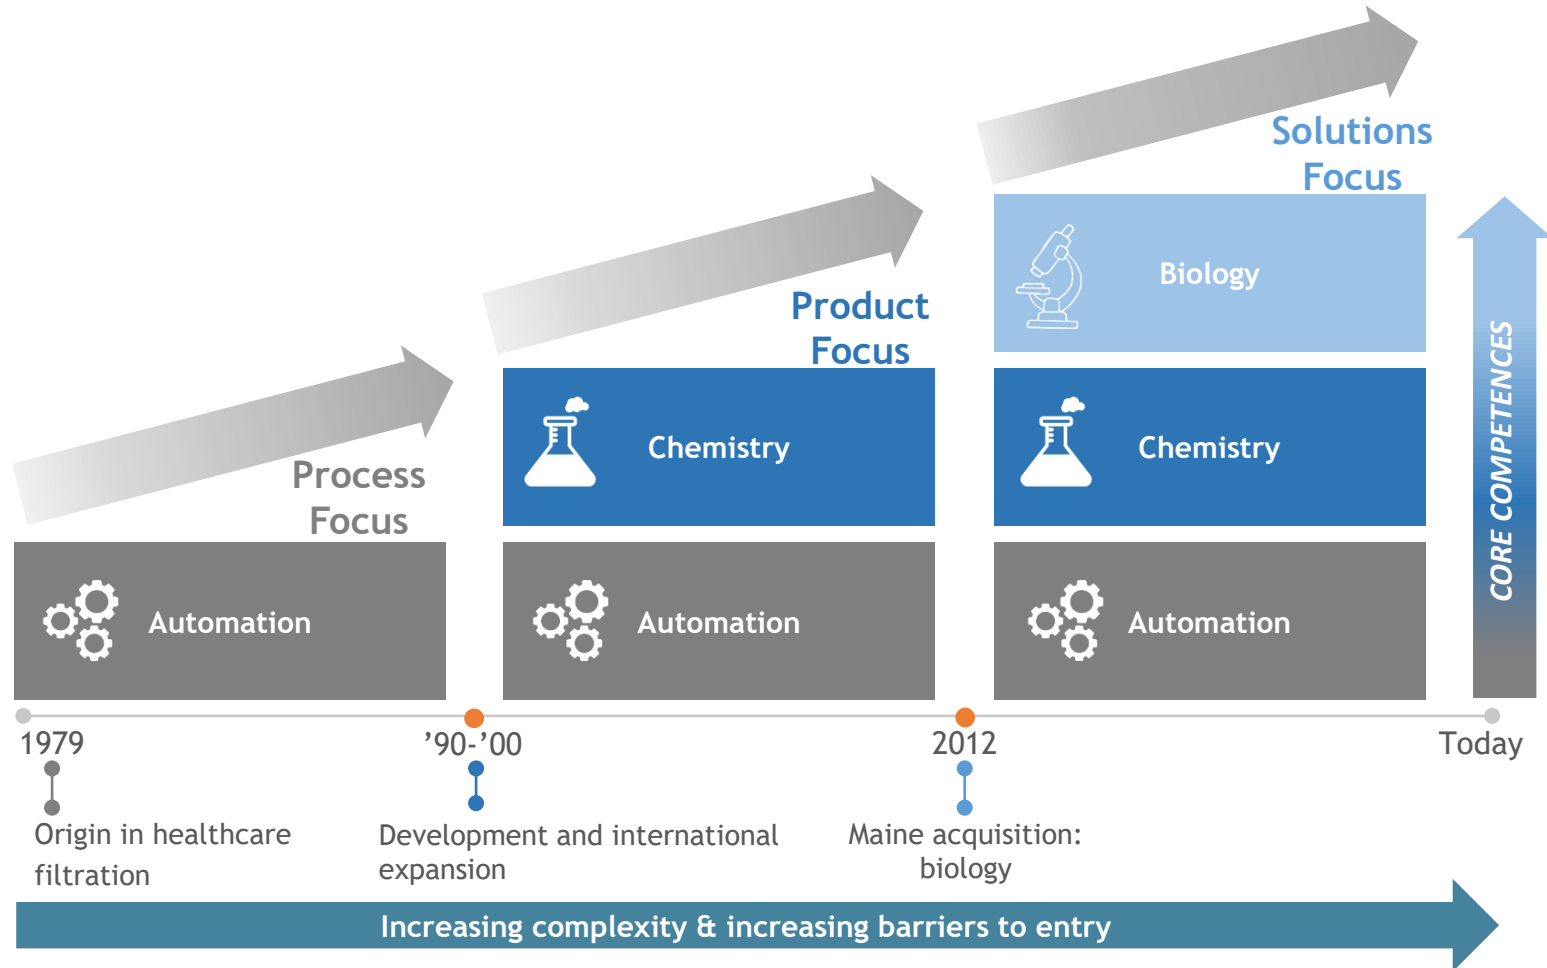 Solutions
Focus
Biology
Product
Focus
Chemistry
Chemistry
Process
Focus
Automation
Automation
Automation
CORE COMPETENCES
1979
’90-’00
2012
Today
Origin in healthcare
filtration
Development and international
expansion
Maine acquisition:
biology
Increasing complexity & increasing barriers to entry